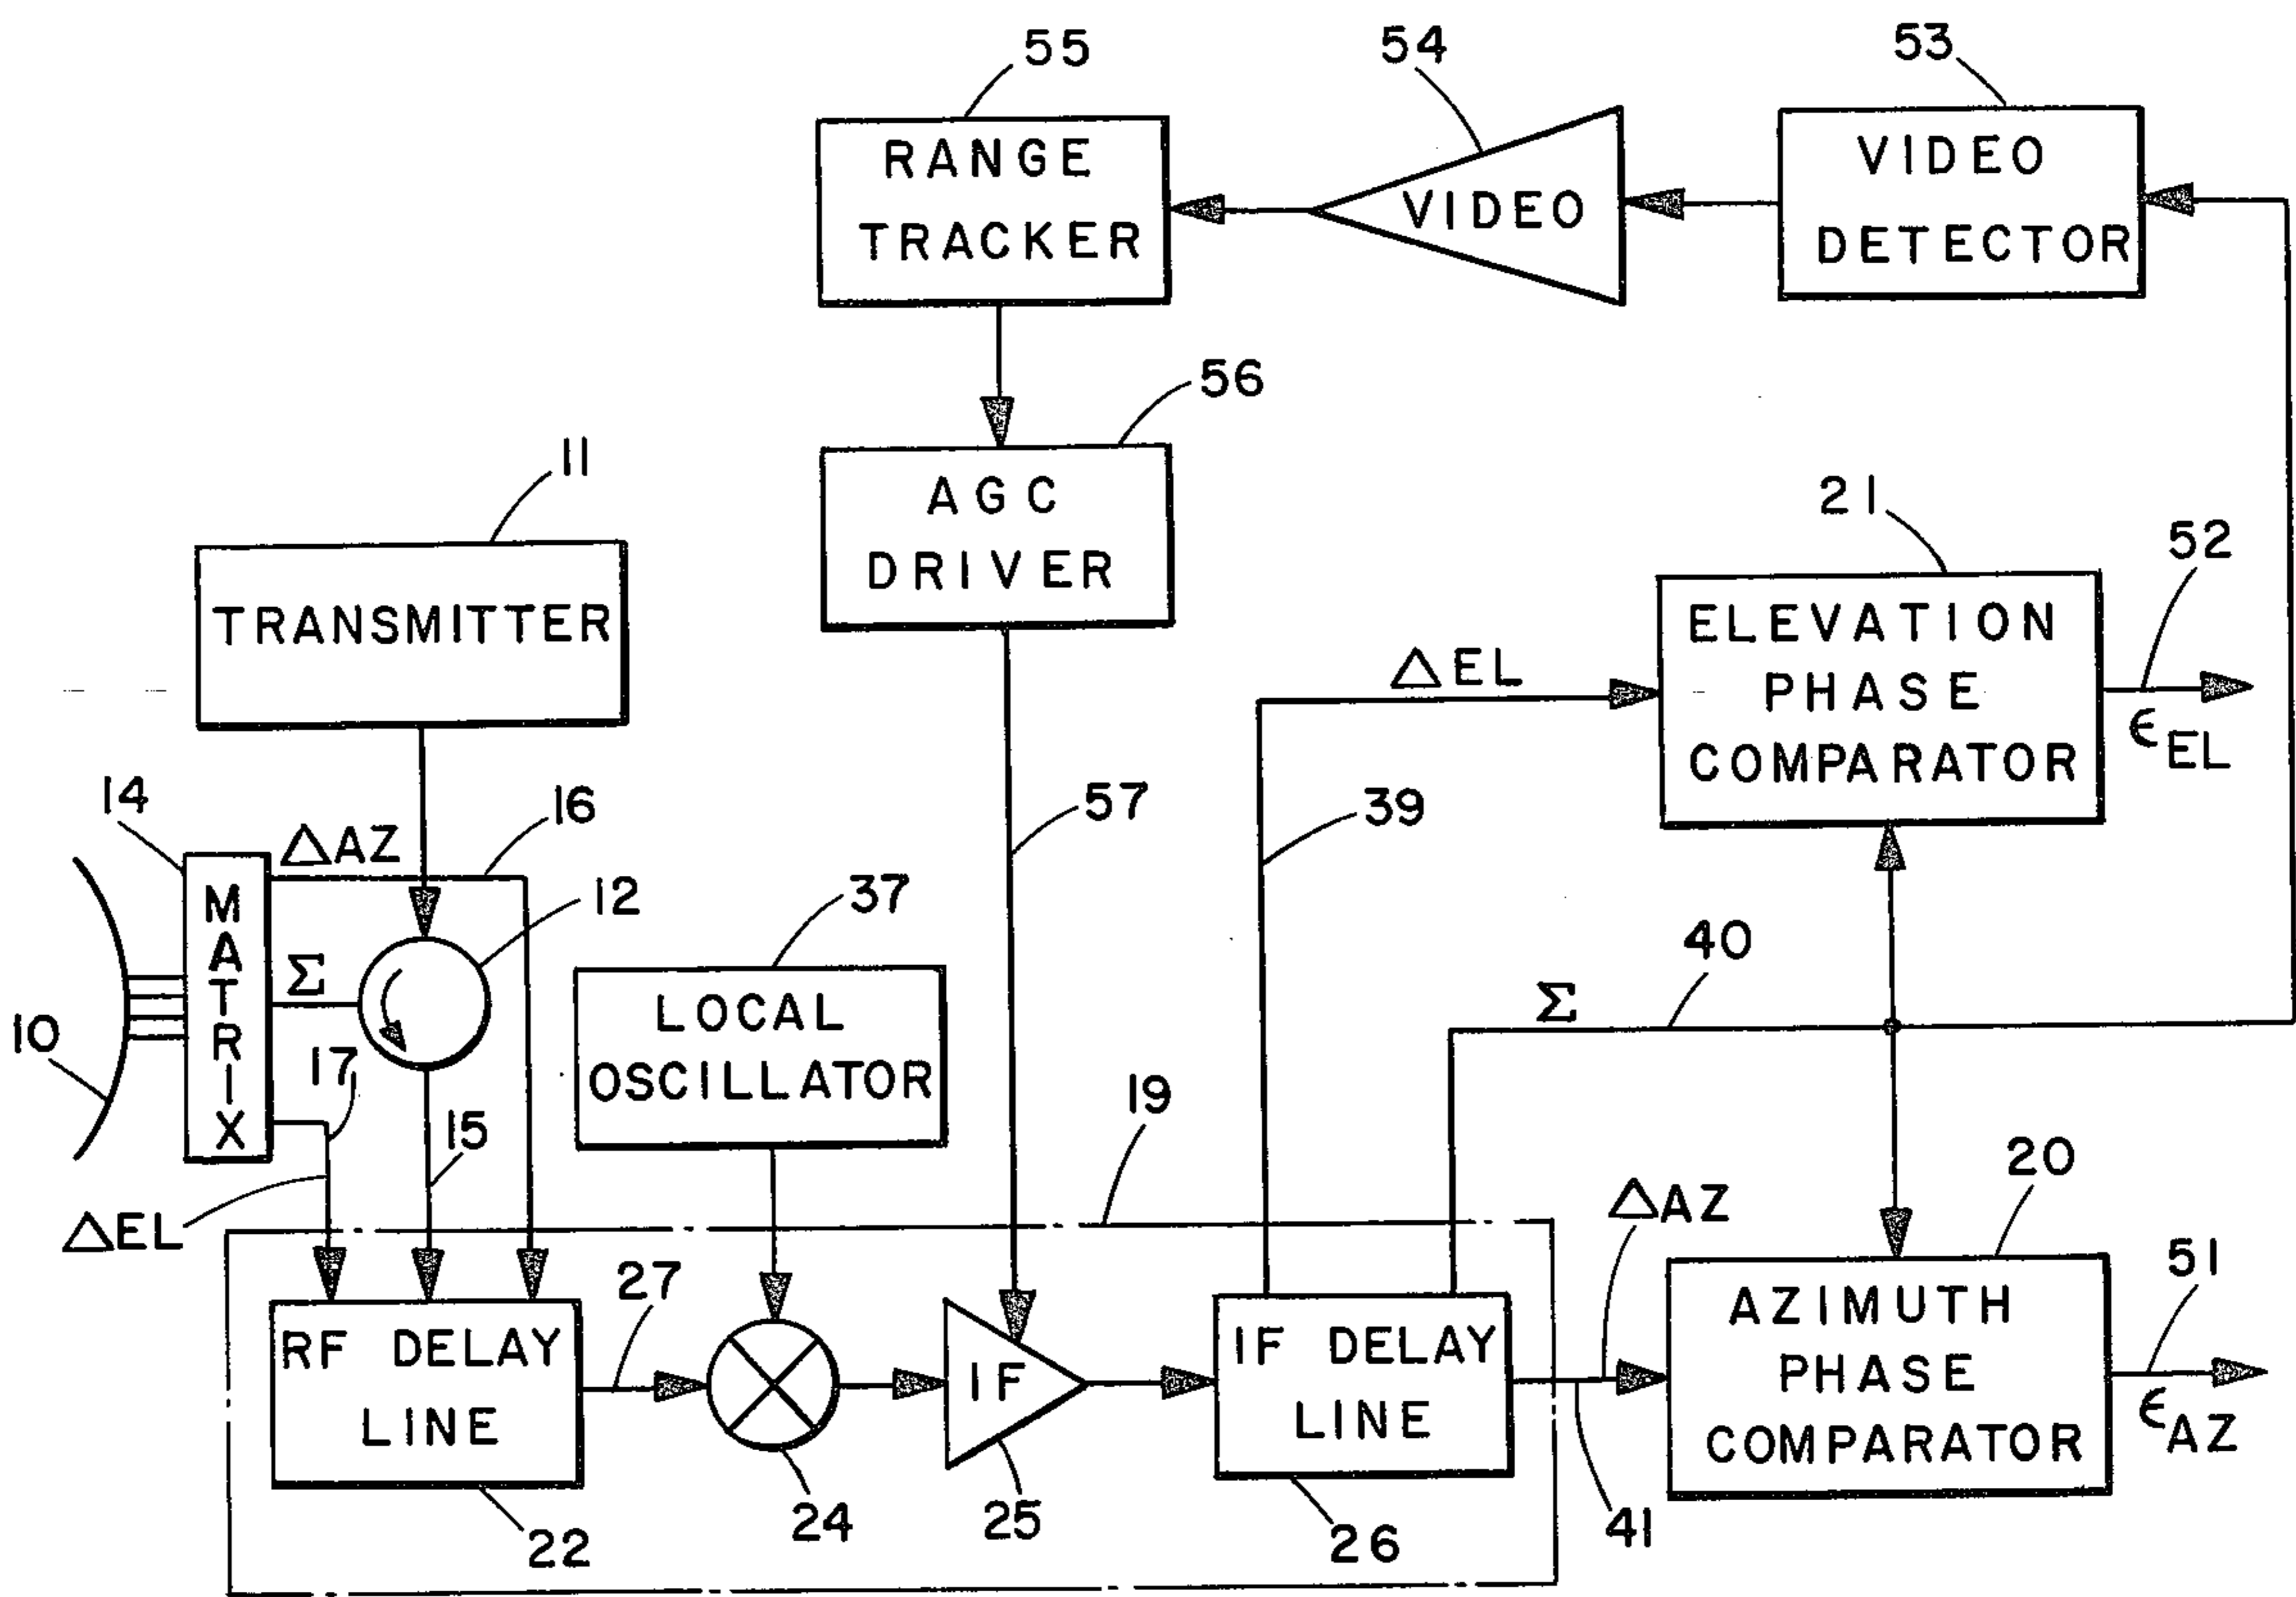 55
54
53
RANGE
TRACKER
VIDEO
VIDEO
DETECTOR
56
AGC
DRIVER
11
TRANSMITTER
21
52
ELEVATION
PHASE
COMPARATOR
ΔEL
ϵEL
14
ΔAZ
16
57
39
12
37
MATRIX
Σ
LOCAL
OSCILLATOR
40
Σ
10
17
15
19
20
ΔEL
ΔAZ
27
51
RF DELAY
LINE
IF
IF DELAY
LINE
AZIMUTH
PHASE
COMPARATOR
ϵAZ
22
24
25
26
41